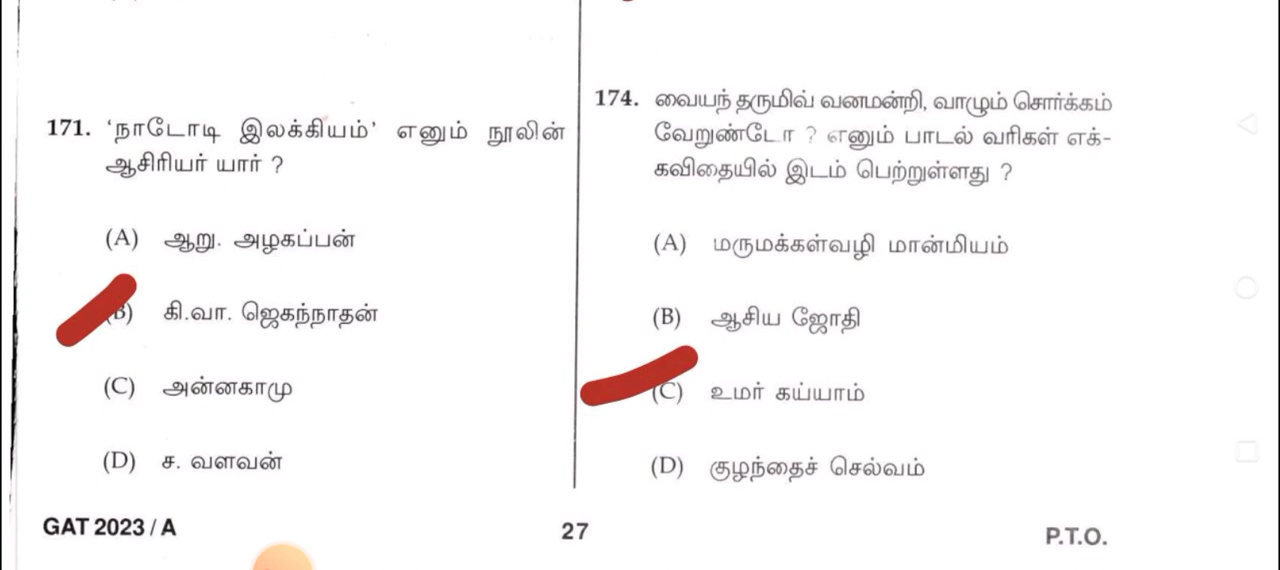 171. 'நாடோடி இலக்கியம்' எனும் நூலின்
ஆசிரியர் யார் ?
(A) ஆறு. அழகப்பன்
B) கி.வா. ஜெகந்நாதன்
(C) அன்னகாமு
(D) ச. வளவன்
174. வையந் தருமிவ் வனமன்றி, வாழும் சொர்க்கம்
வேறுண்டோ ? எனும் பாடல் வரிகள் எக்-
கவிதையில் இடம் பெற்றுள்ளது ?
(A) மருமக்கள்வழி மான்மியம்
(B) ஆசிய ஜோதி
(C) உமர் கய்யாம்
(D) குழந்தைச் செல்வம்
GAT 2023 / A
27
P.T.O.